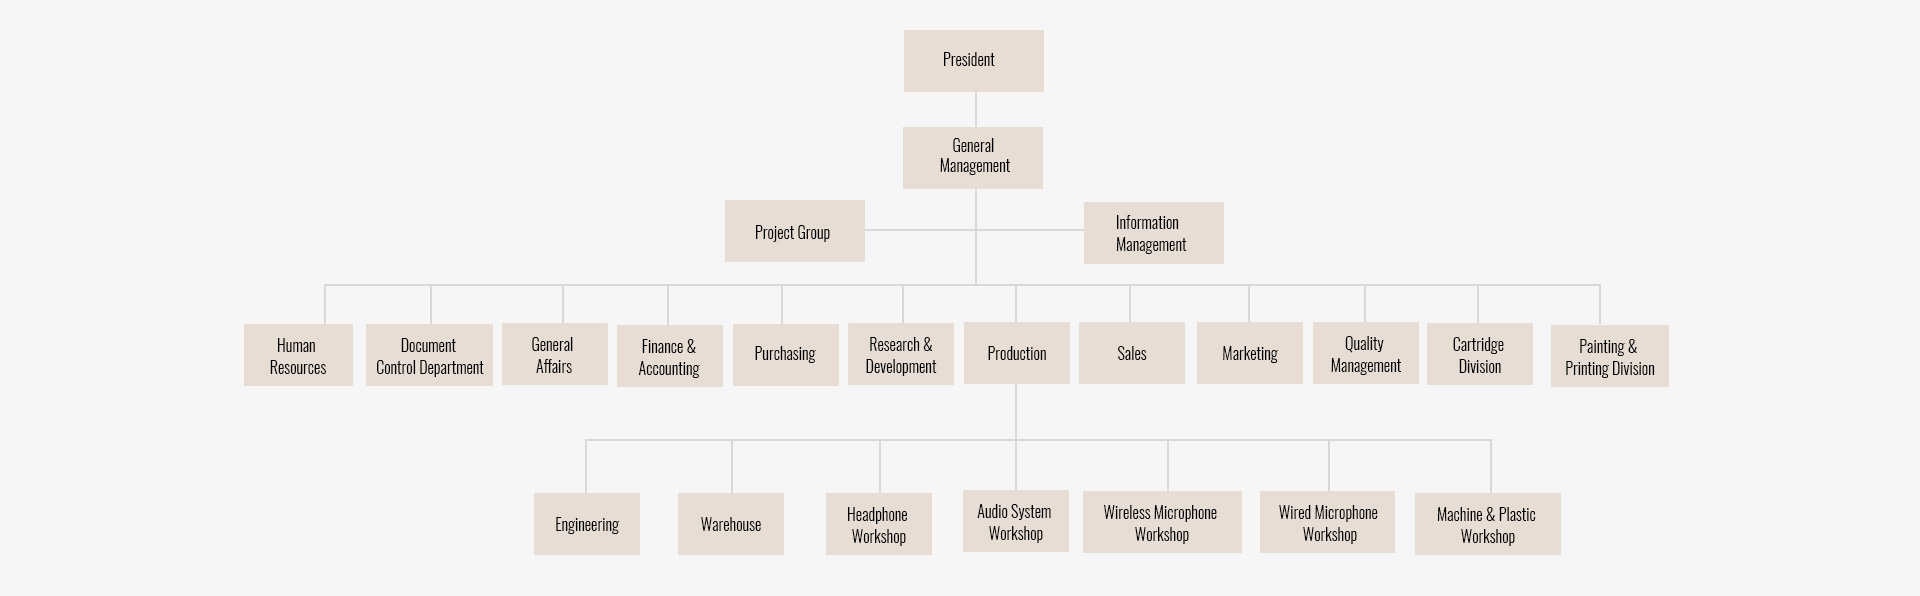 President
General
Management
Project Group
Information
Management
Human
Resources
Document
Control Department
General
Affairs
Finance &
Accounting
Purchasing
Research &
Development
Production
Sales
Marketing
Quality
Management
Cartridge
Division
Painting &
Printing Division
Engineering
Warehouse
Headphone
Workshop
Audio System
Workshop
Wireless Microphone
Workshop
Wired Microphone
Workshop
Machine & Plastic
Workshop